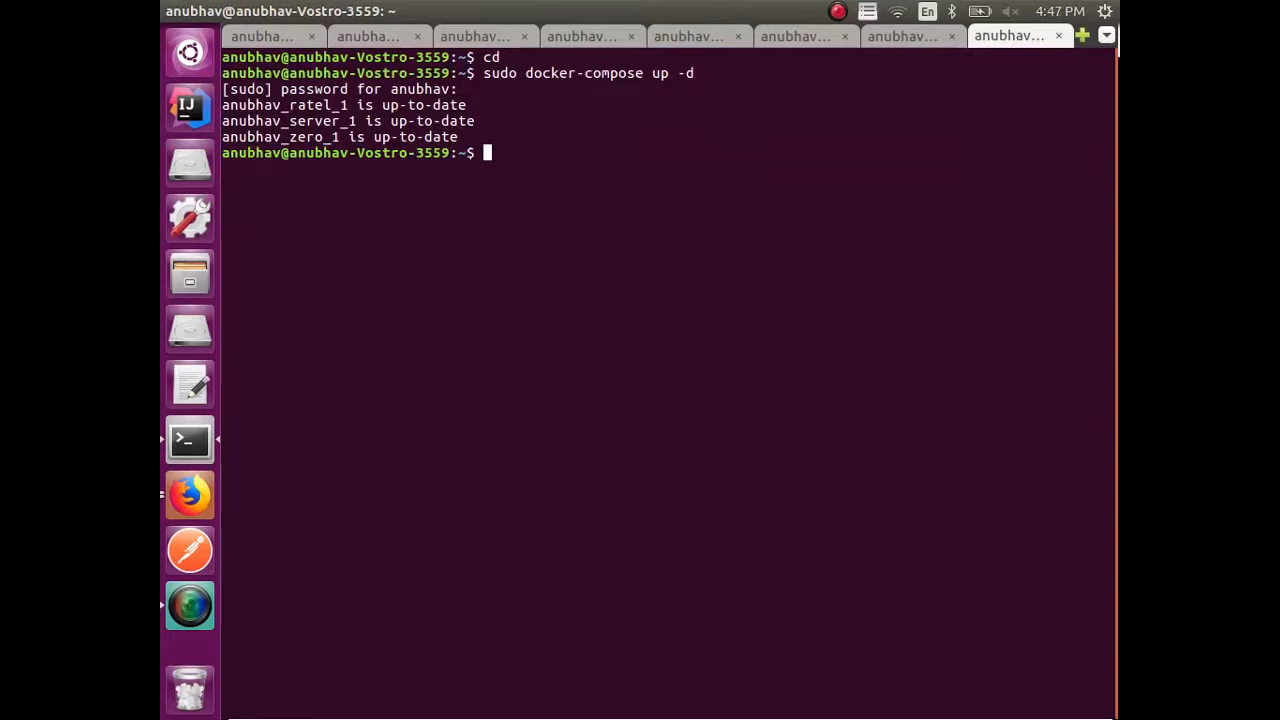 anubhav@anubhav-Vostro-3559: ~
En
4:47 PM
anubha... × anubha... × anubhav... × anubhav... × anubhav... × anubhav... × anubhav... × anubhav... ×
anubhav@anubhav-Vostro-3559:~$ cd
anubhav@anubhav-Vostro-3559:~$ sudo docker-compose up -d
[sudo] password for anubhav:
anubhav_ratel_1 is up-to-date
anubhav_server_1 is up-to-date
anubhav_zero_1 is up-to-date
anubhav@anubhav-Vostro-3559:~$
IJ
>_